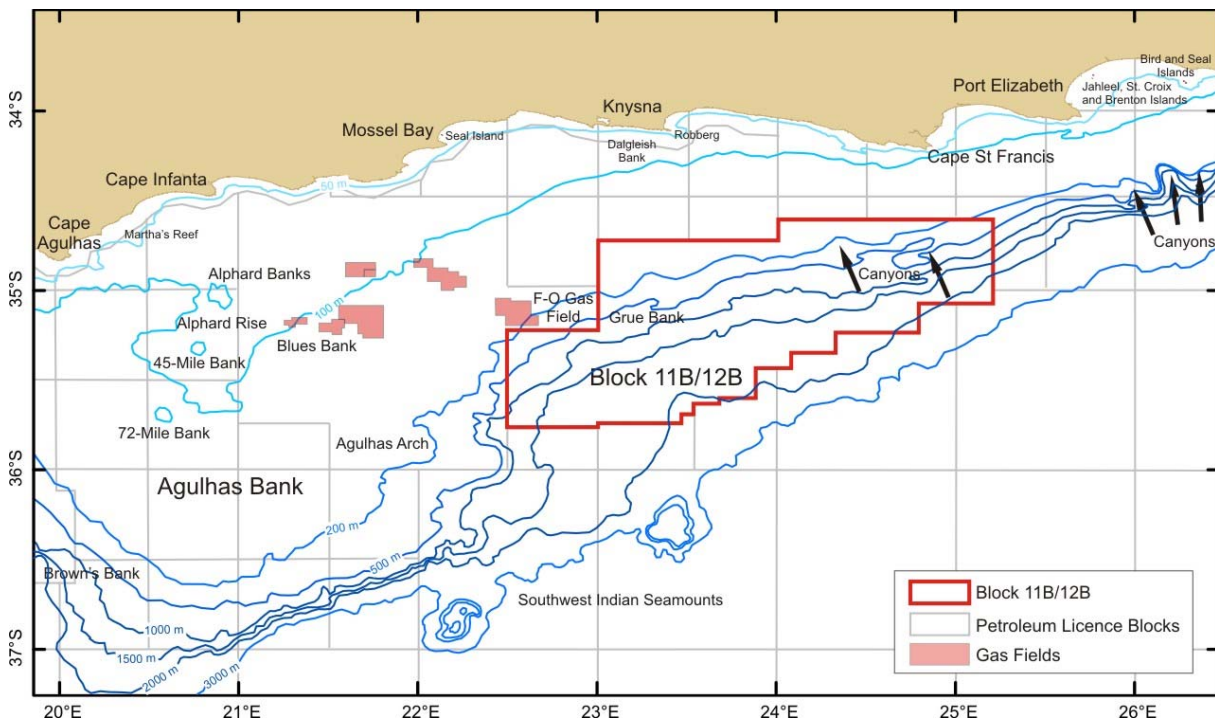 Bird and Seal
Islands
Port Elizabeth
Jahleel, St. Croix
and Brenton Islands
34°S
Knysna
Mossel Bay
Seal Island
Robberg
Dalgleish
Bank
Cape St Francis
Cape Infanta
50 m
Cape
Agulhas
Martha's Reef
Canyons
35°S
Alphard Banks
100 m
Canyons
F-O Gas
Field
Grue Bank
Alphard Rise
Blues Bank
45-Mile Bank
Block 11B/12B
72-Mile Bank
Agulhas Arch
36°S
Agulhas Bank
200 m
500 m
Brown's Bank
Southwest Indian Seamounts
1000 m
1500 m
2000 m
3000 m
37°S
Block 11B/12B
Petroleum Licence Blocks
Gas Fields
20°E
21°E
22°E
23°E
24°E
25°E
26°E